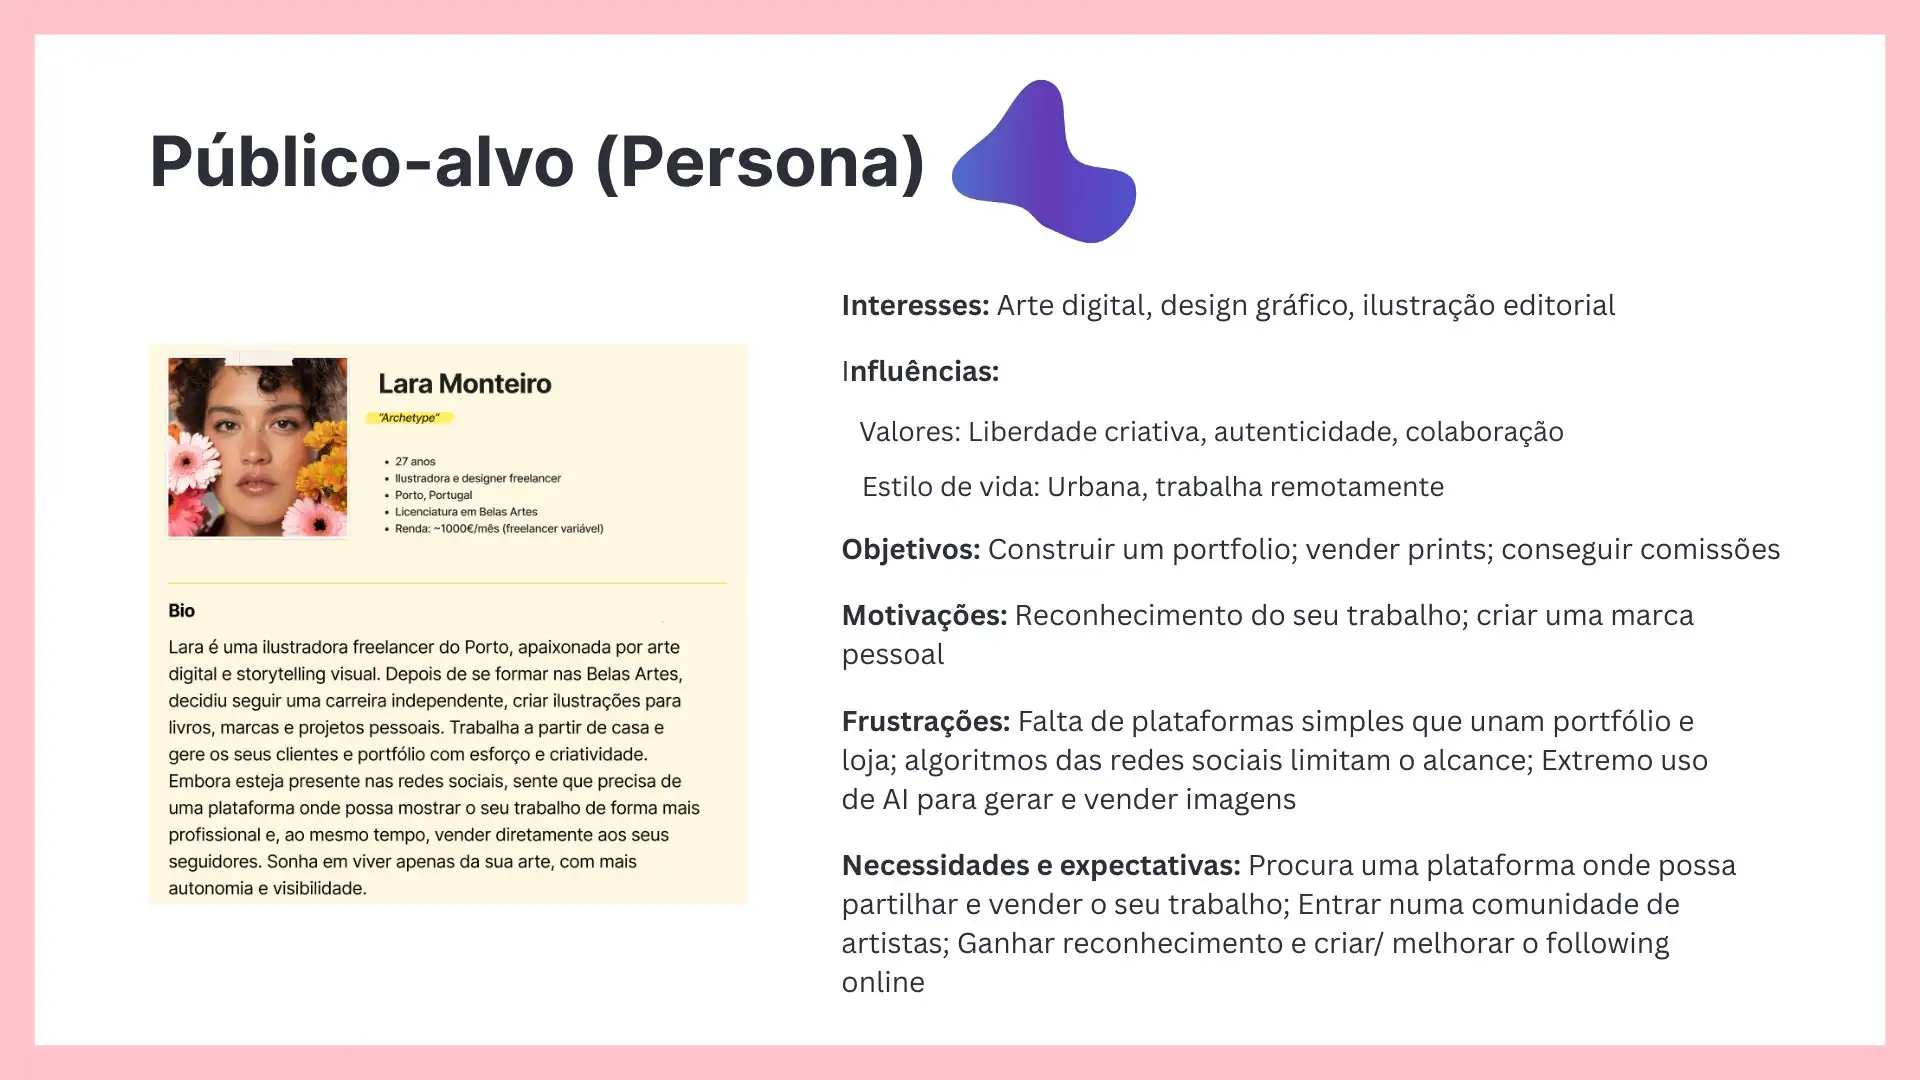 Público-alvo (Persona)
Lara Monteiro
"Archetype"
• 27 anos
• Ilustradora e designer freelancer
• Porto, Portugal
• Licenciatura em Belas Artes
• Renda: ~1000€/mês (freelancer variável)
Bio
Lara é uma ilustradora freelancer do Porto, apaixonada por arte
digital e storytelling visual. Depois de se formar nas Belas Artes,
decidiu seguir uma carreira independente, criar ilustrações para
livros, marcas e projetos pessoais. Trabalha a partir de casa e
gere os seus clientes e portfólio com esforço e criatividade.
Embora esteja presente nas redes sociais, sente que precisa de
uma plataforma onde possa mostrar o seu trabalho de forma mais
profissional e, ao mesmo tempo, vender diretamente aos seus
seguidores. Sonha em viver apenas da sua arte, com mais
autonomia e visibilidade.
Interesses: Arte digital, design gráfico, ilustração editorial
Influências:
Valores: Liberdade criativa, autenticidade, colaboração
Estilo de vida: Urbana, trabalha remotamente
Objetivos: Construir um portfolio; vender prints; conseguir comissões
Motivações: Reconhecimento do seu trabalho; criar uma marca
pessoal
Frustrações: Falta de plataformas simples que unam portfólio e
loja; algoritmos das redes sociais limitam o alcance; Extremo uso
de AI para gerar e vender imagens
Necessidades e expectativas: Procura uma plataforma onde possa
partilhar e vender o seu trabalho; Entrar numa comunidade de
artistas; Ganhar reconhecimento e criar/ melhorar o following
online